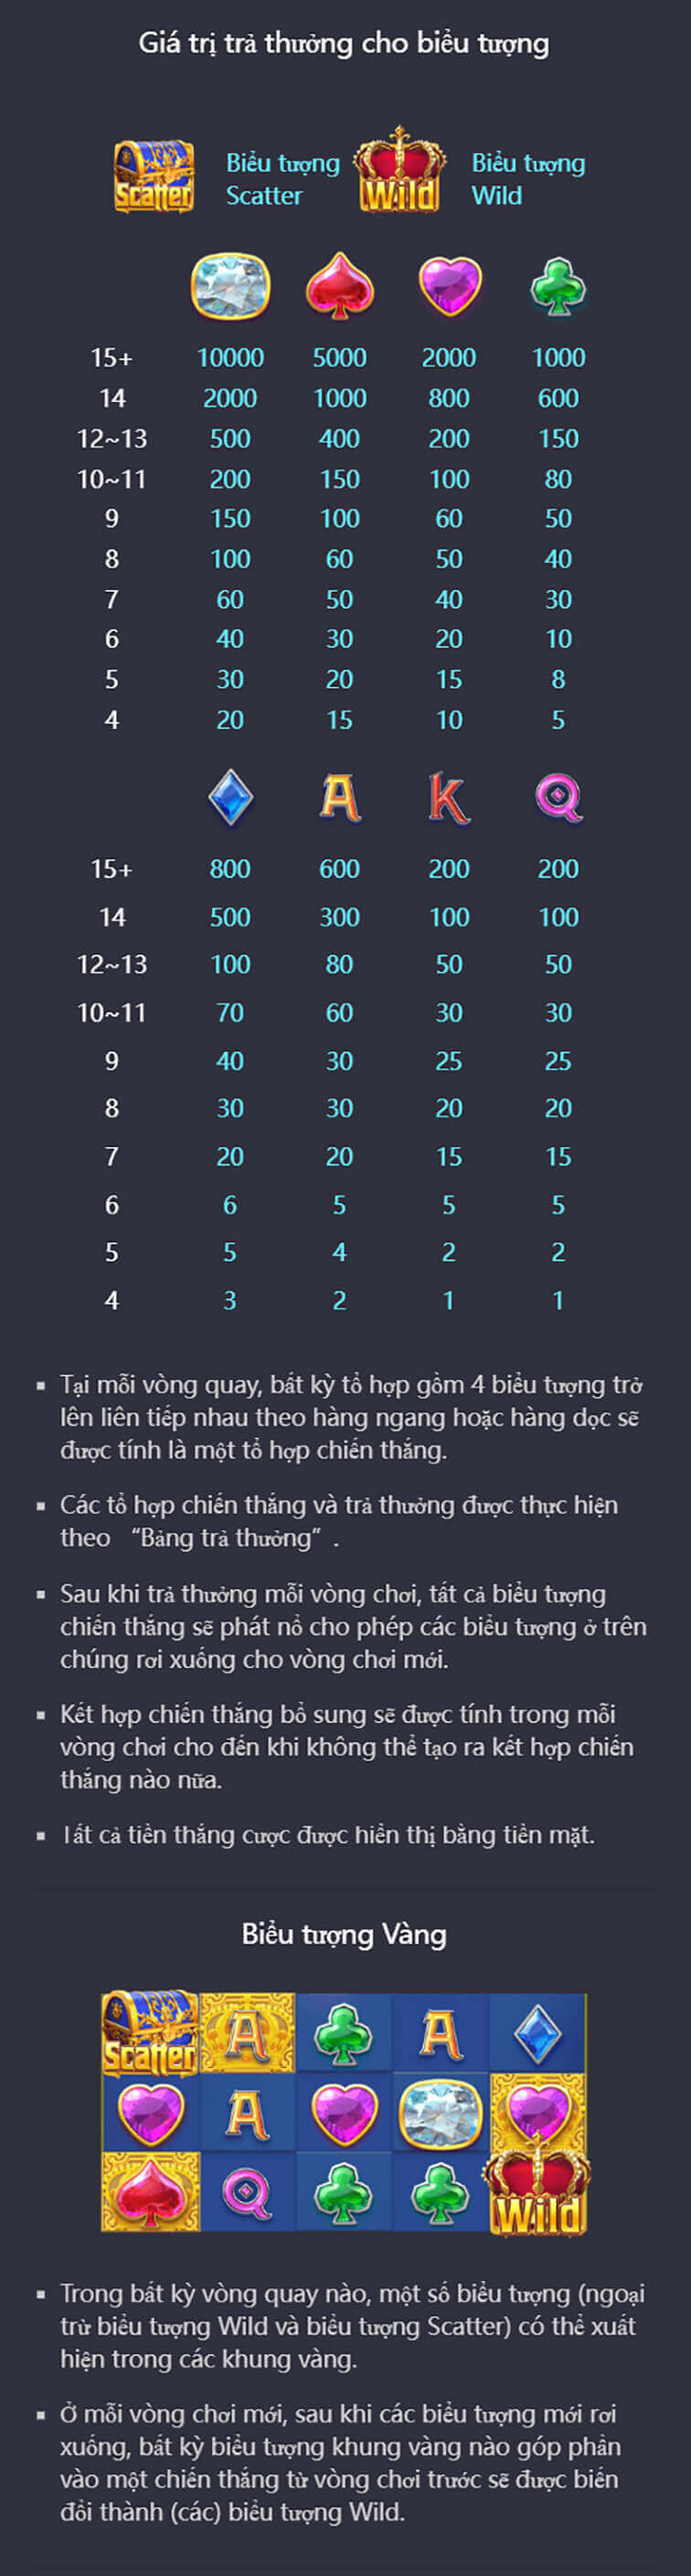 Giá trị trả thưởng cho biểu tượng
Scatter
Biểu tượng
Scatter
Wild
Biểu tượng
Wild
15+ 10000 5000 2000 1000
14 2000 1000 800 600
12~13 500 400 200 150
10~11 200 150 100 80
9 150 100 60 50
8 100 60 50 40
7 60 50 40 30
6 40 30 20 10
5 30 20 15 8
4 20 15 10 5
A K Q
15+ 800 600 200 200
14 500 300 100 100
12~13 100 80 50 50
10~11 70 60 30 30
9 40 30 25 25
8 30 30 20 20
7 20 20 15 15
6 6 5 5 5
5 5 4 2 2
4 3 2 1 1
▪ Tại mỗi vòng quay, bất kỳ tổ hợp gồm 4 biểu tượng trở
lên liên tiếp nhau theo hàng ngang hoặc hàng dọc sẽ
được tính là một tổ hợp chiến thắng.
▪ Các tổ hợp chiến thắng và trả thưởng được thực hiện
theo “Bảng trả thưởng”.
▪ Sau khi trả thưởng mỗi vòng chơi, tất cả biểu tượng
chiến thắng sẽ phát nổ cho phép các biểu tượng ở trên
chúng rơi xuống cho vòng chơi mới.
▪ Kết hợp chiến thắng bổ sung sẽ được tính trong mỗi
vòng chơi cho đến khi không thể tạo ra kết hợp chiến
thắng nào nữa.
▪ Tất cả tiền thắng cược được hiển thị bằng tiền mặt.
Biểu tượng Vàng
Scatter A A
A
Q Wild
▪ Trong bất kỳ vòng quay nào, một số biểu tượng (ngoại
trừ biểu tượng Wild và biểu tượng Scatter) có thể xuất
hiện trong các khung vàng.
▪ Ở mỗi vòng chơi mới, sau khi các biểu tượng mới rơi
xuống, bất kỳ biểu tượng khung vàng nào góp phần
vào một chiến thắng từ vòng chơi trước sẽ được biến
đổi thành (các) biểu tượng Wild.